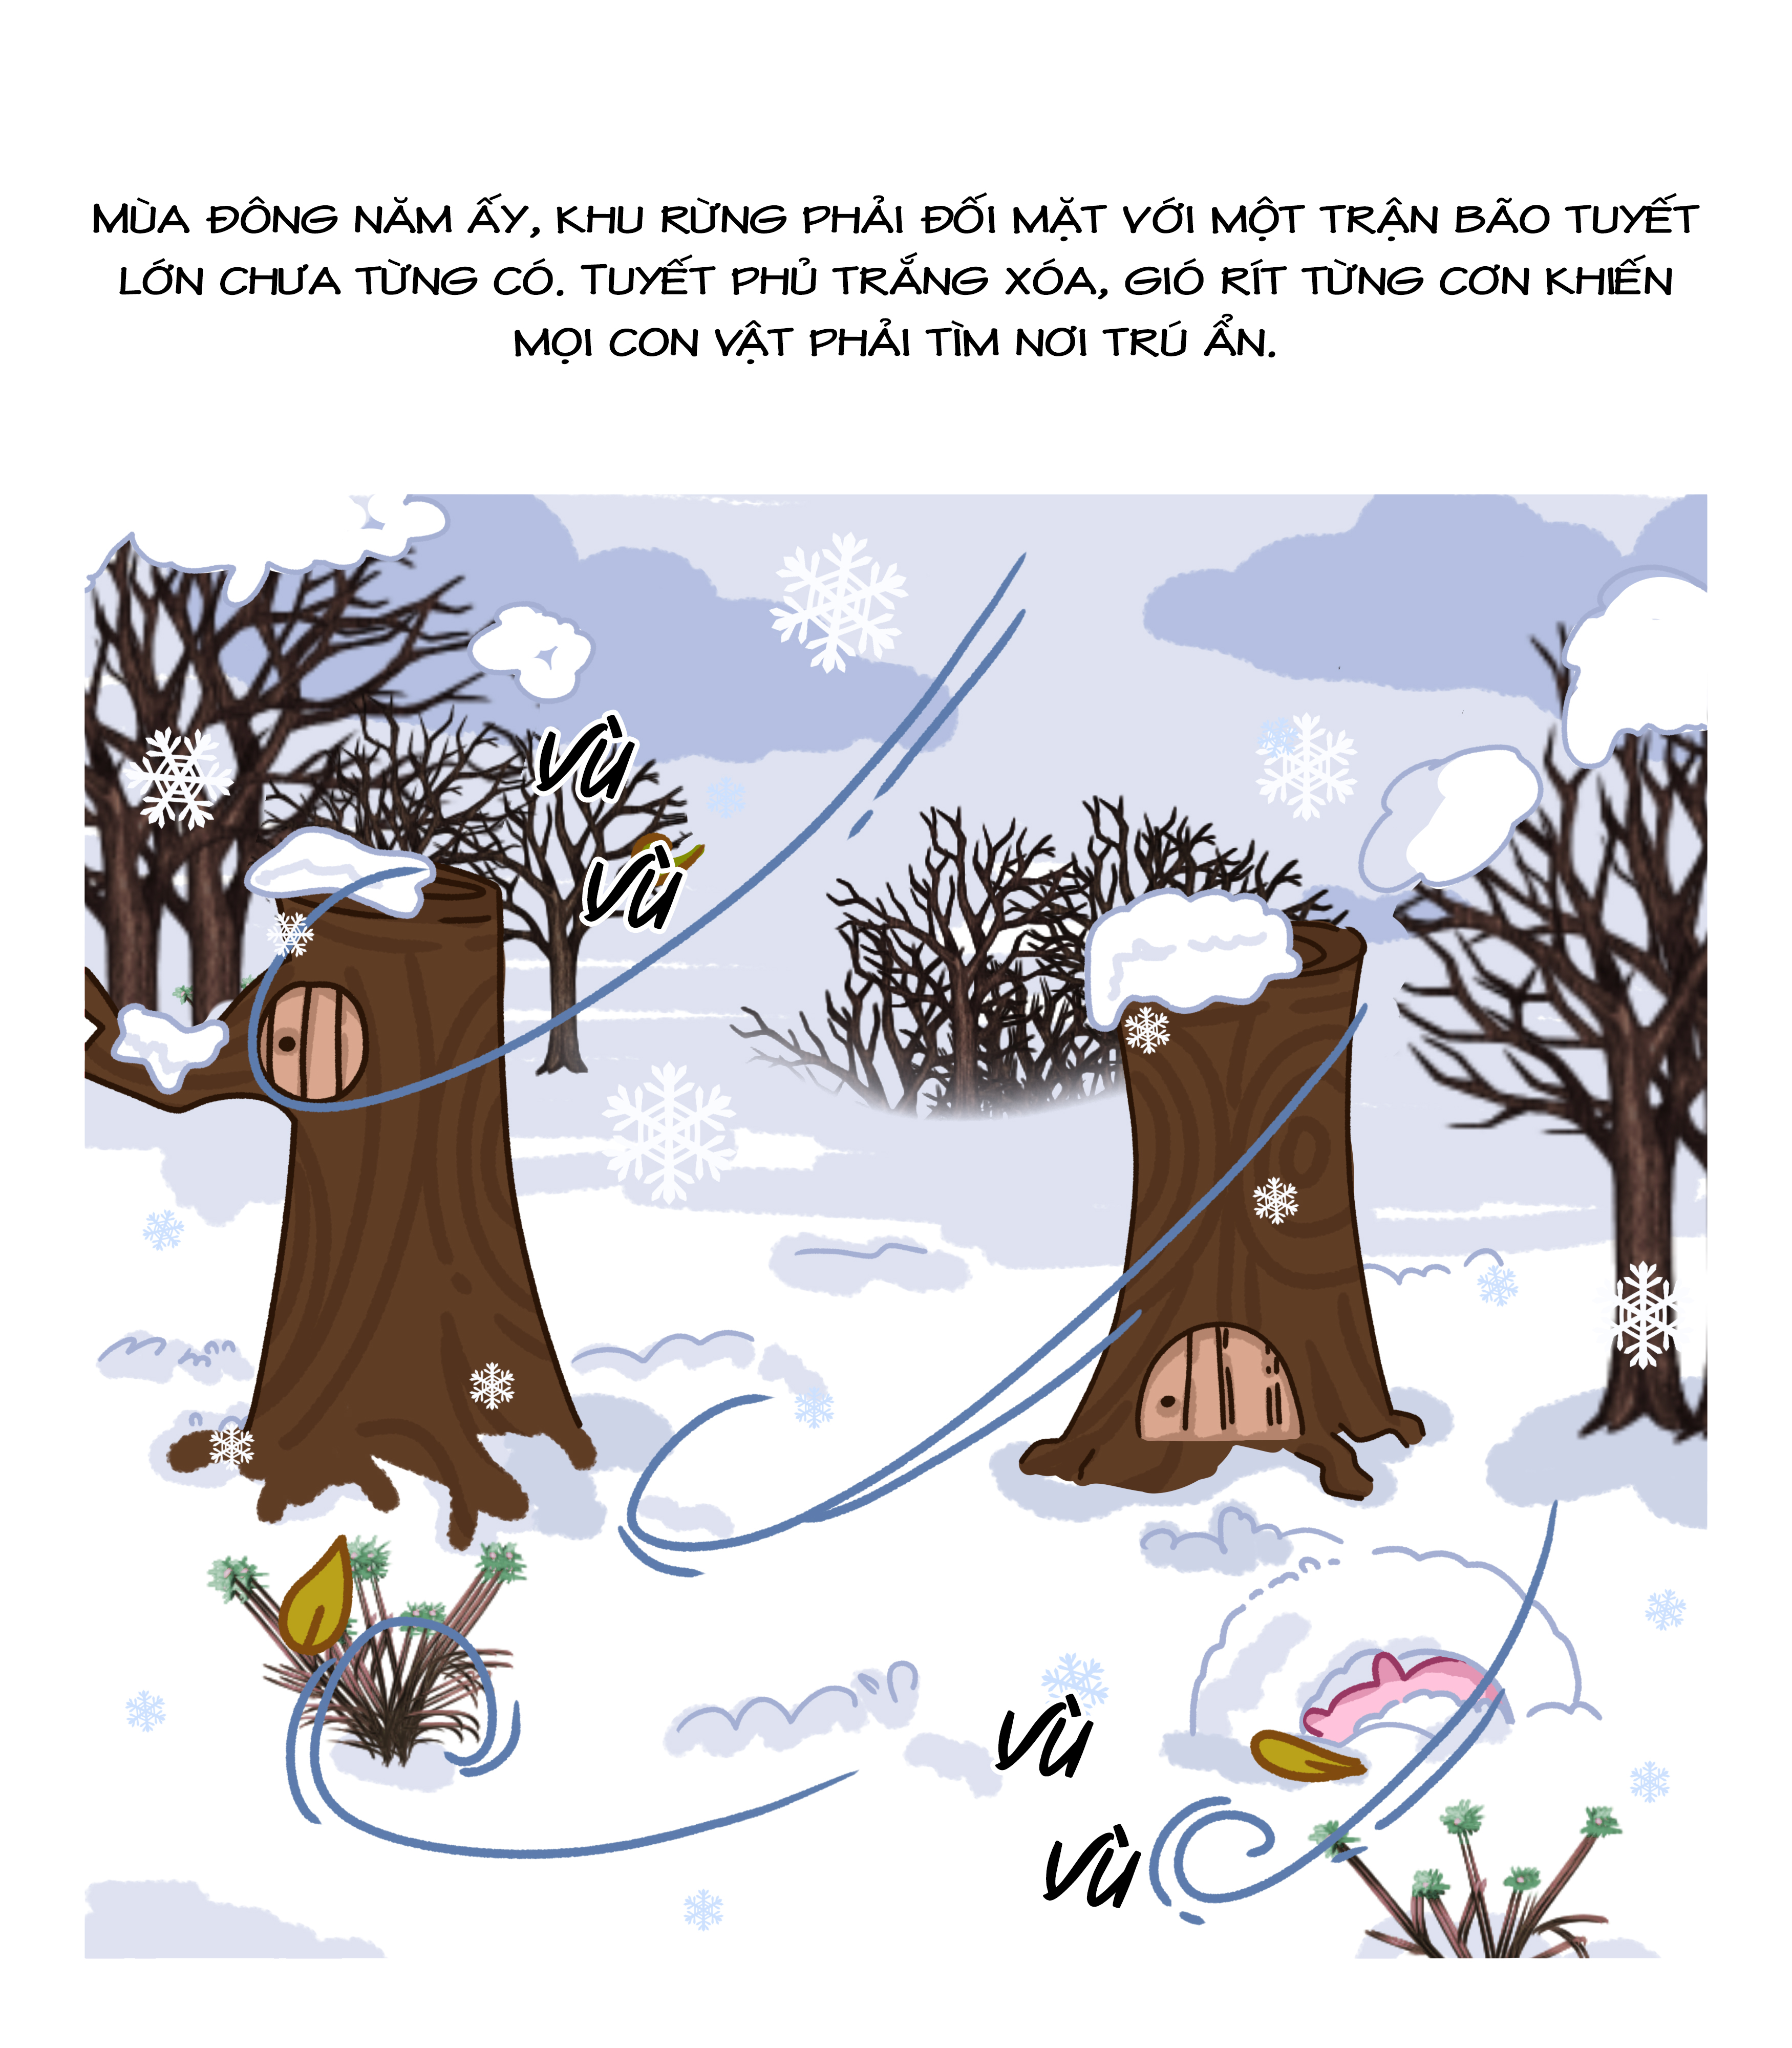 MÙA ĐÔNG NĂM ẤY, KHU RỪNG PHẢI ĐỐI MẶT VỚI MỘT TRẬN BÃO TUYẾT
LỚN CHƯA TỪNG CÓ. TUYẾT PHỦ TRẮNG XÓA, GIÓ RÍT TỪNG CƠN KHIẾN
MỌI CON VẬT PHẢI TÌM NƠI TRÚ ẨN.
VÙ
VÙ
VÙ
VÙ